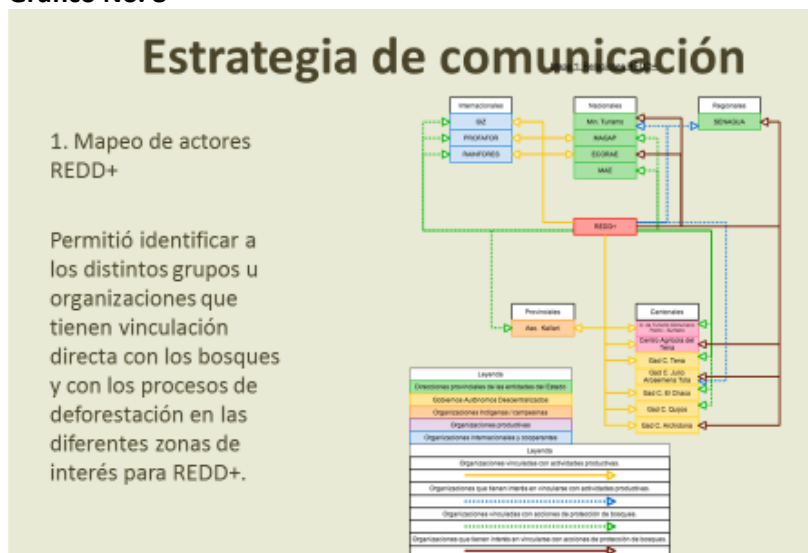 Estrategia de comunicación
1. Mapeo de actores
REDD+
Permitió identificar a
los distintos grupos u
organizaciones que
tienen vinculación
directa con los bosques
y con los procesos de
deforestación en las
diferentes zonas de
interés para REDD+.
Internacionales
GIZ
PROFAFOR
RAINFORES
Nacionales
Min. Turismo
MAGAP
ECORAE
MAE
Regionales
SENAGUA
REDD+
Provinciales
Aso. Kallari
Cantonales
Centro Agrícola del
Tena
Gad C. Tena
Gad C. Julio
Arosemena Tola
Gad C. El Chaco
Gad C. Quijos
Gad C. Archidona
Leyenda
Direcciones provinciales de las entidades del Estado
Gobiernos Autónomos Descentralizados
Organizaciones indígenas / campesinas
Organizaciones productivas
Organizaciones internacionales y cooperantes
Leyenda
Organizaciones vinculadas con actividades productivas.
Organizaciones que tienen interés en vincularse con actividades productivas.
Organizaciones vinculadas con acciones de protección de bosques.
Organizaciones que tienen interés en vincularse con acciones de protección de bosques.